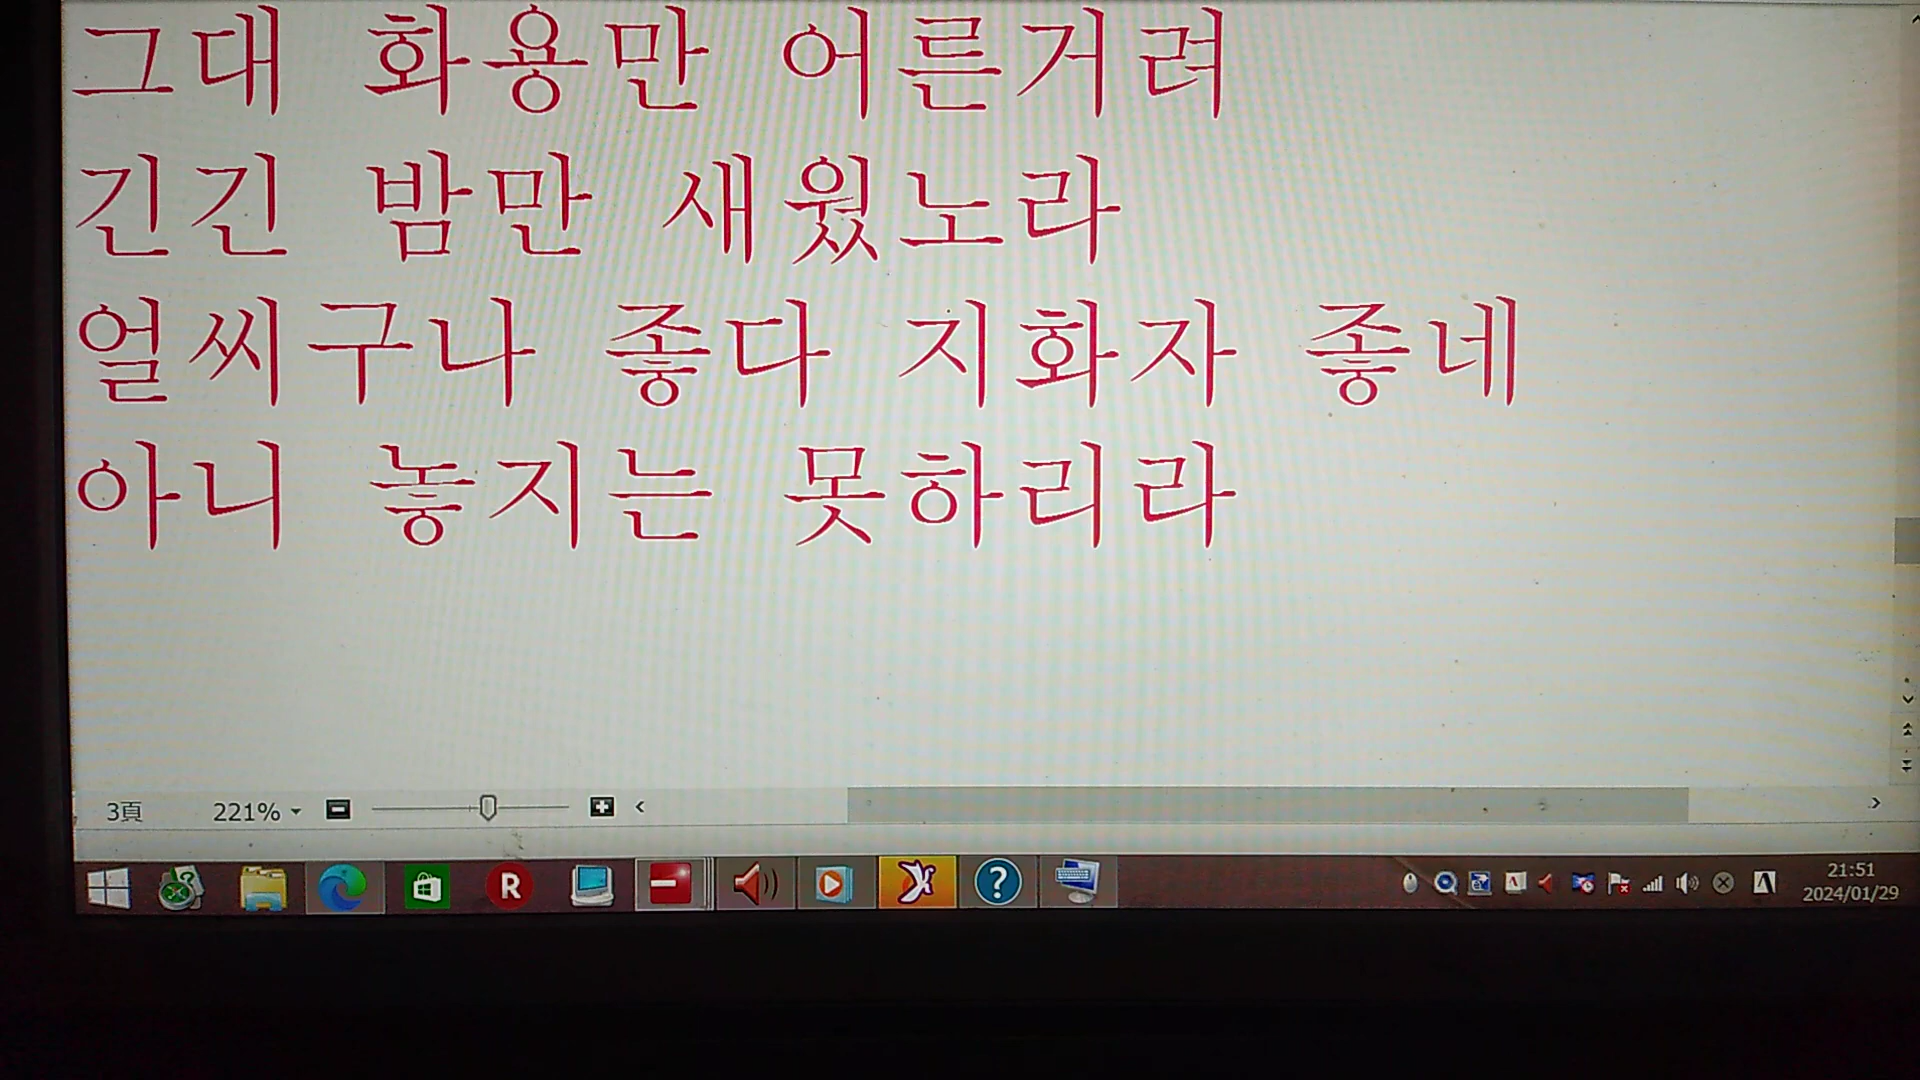 그대 화용만 어른거려
긴긴 밤만 새웠노라
얼씨구나 좋다 지화자 좋네
아니 놓지는 못하리라
3頁 221%
R
?
A
21:51
2024/01/29